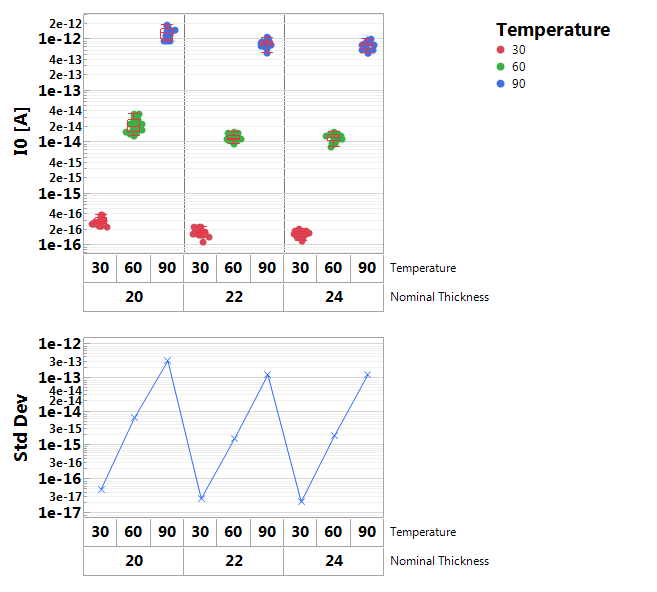 Temperature
30
60
90
I0 [A]
2e-12
1e-12
4e-13
2e-13
1e-13
4e-14
2e-14
1e-14
4e-15
2e-15
1e-15
4e-16
2e-16
1e-16
30 60 90 30 60 90 30 60 90 Temperature
20 22 24 Nominal Thickness
Std Dev
1e-12
3e-13
1e-13
4e-14
2e-14
1e-14
3e-15
1e-15
3e-16
1e-16
3e-17
1e-17
30 60 90 30 60 90 30 60 90 Temperature
20 22 24 Nominal Thickness